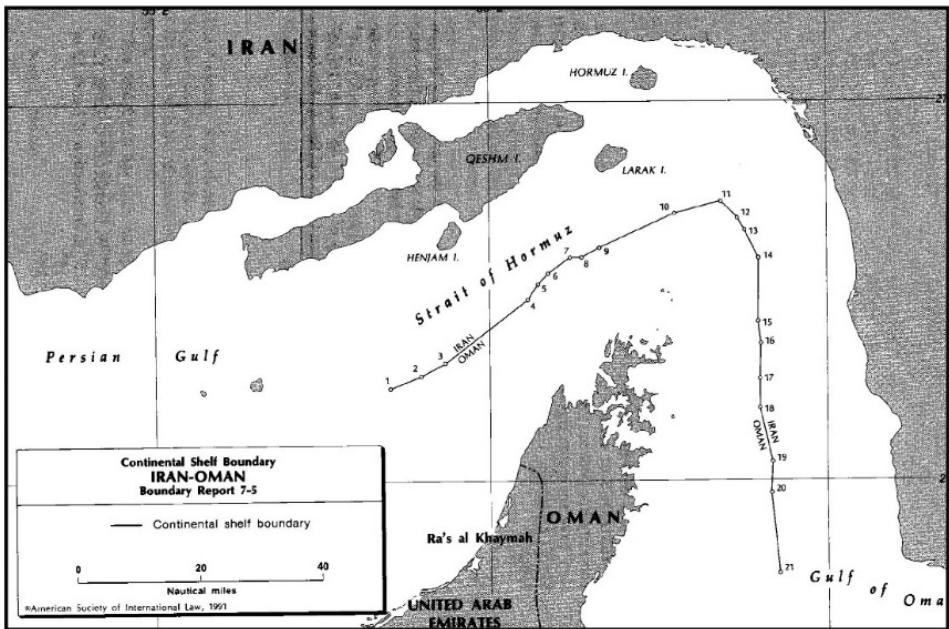 IRAN
HORMUZ I.
QESHM I.
LARAK I.
HENJAM I.
Strait of Hormuz
Persian Gulf
1
2
3
IRAN
OMAN
4
5
6
7
8
9
10
11
12
13
14
15
16
17
18
IRAN
OMAN
19
20
21
Continental Shelf Boundary
IRAN-OMAN
Boundary Report 7-5
Continental shelf boundary
0 20 40
Nautical miles
©American Society of International Law, 1991
OMAN
Ra's al Khaymah
UNITED ARAB
EMIRATES
Gulf of Oma